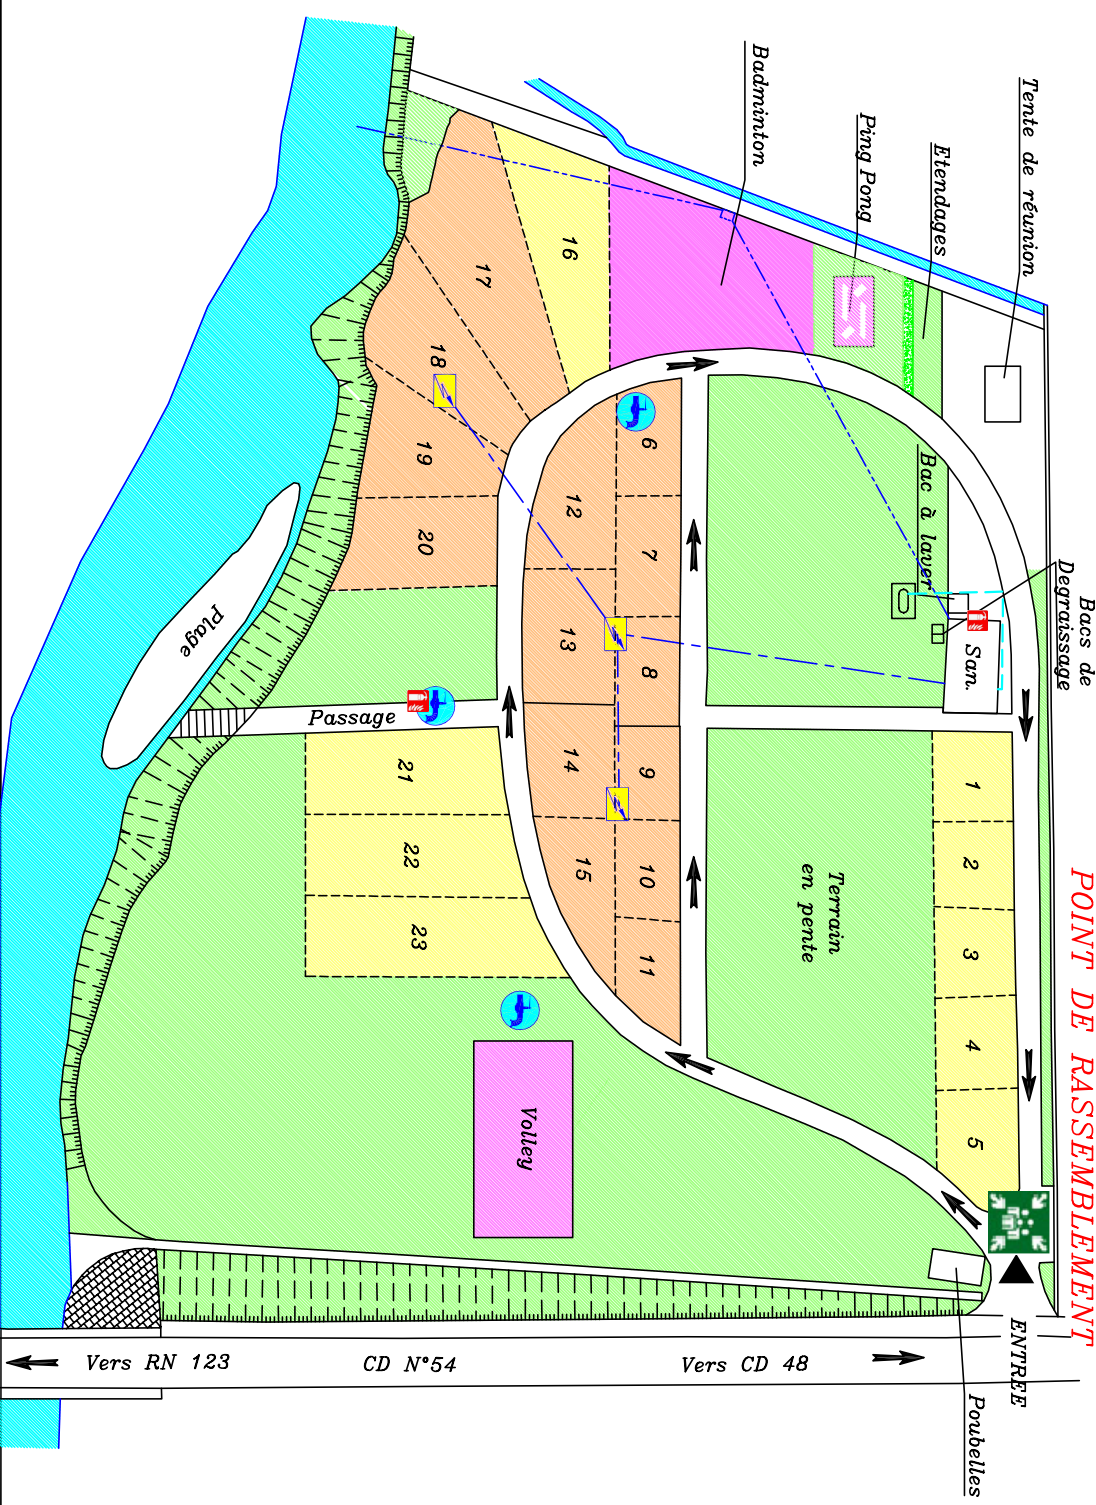 POINT DE RASSEMBLEMENT
Tente de réunion
Etendages
Ping Pong
Badminton
Bac à laver
Bacs de
Degraissage
San.
16
17
18
19
20
6
7
8
9
10
11
12
13
14
15
1
2
3
4
5
Terrain
en pente
Plage
Passage
21
22
23
Volley
ENTREE
Poubelles
Vers RN 123
CD N°54
Vers CD 48